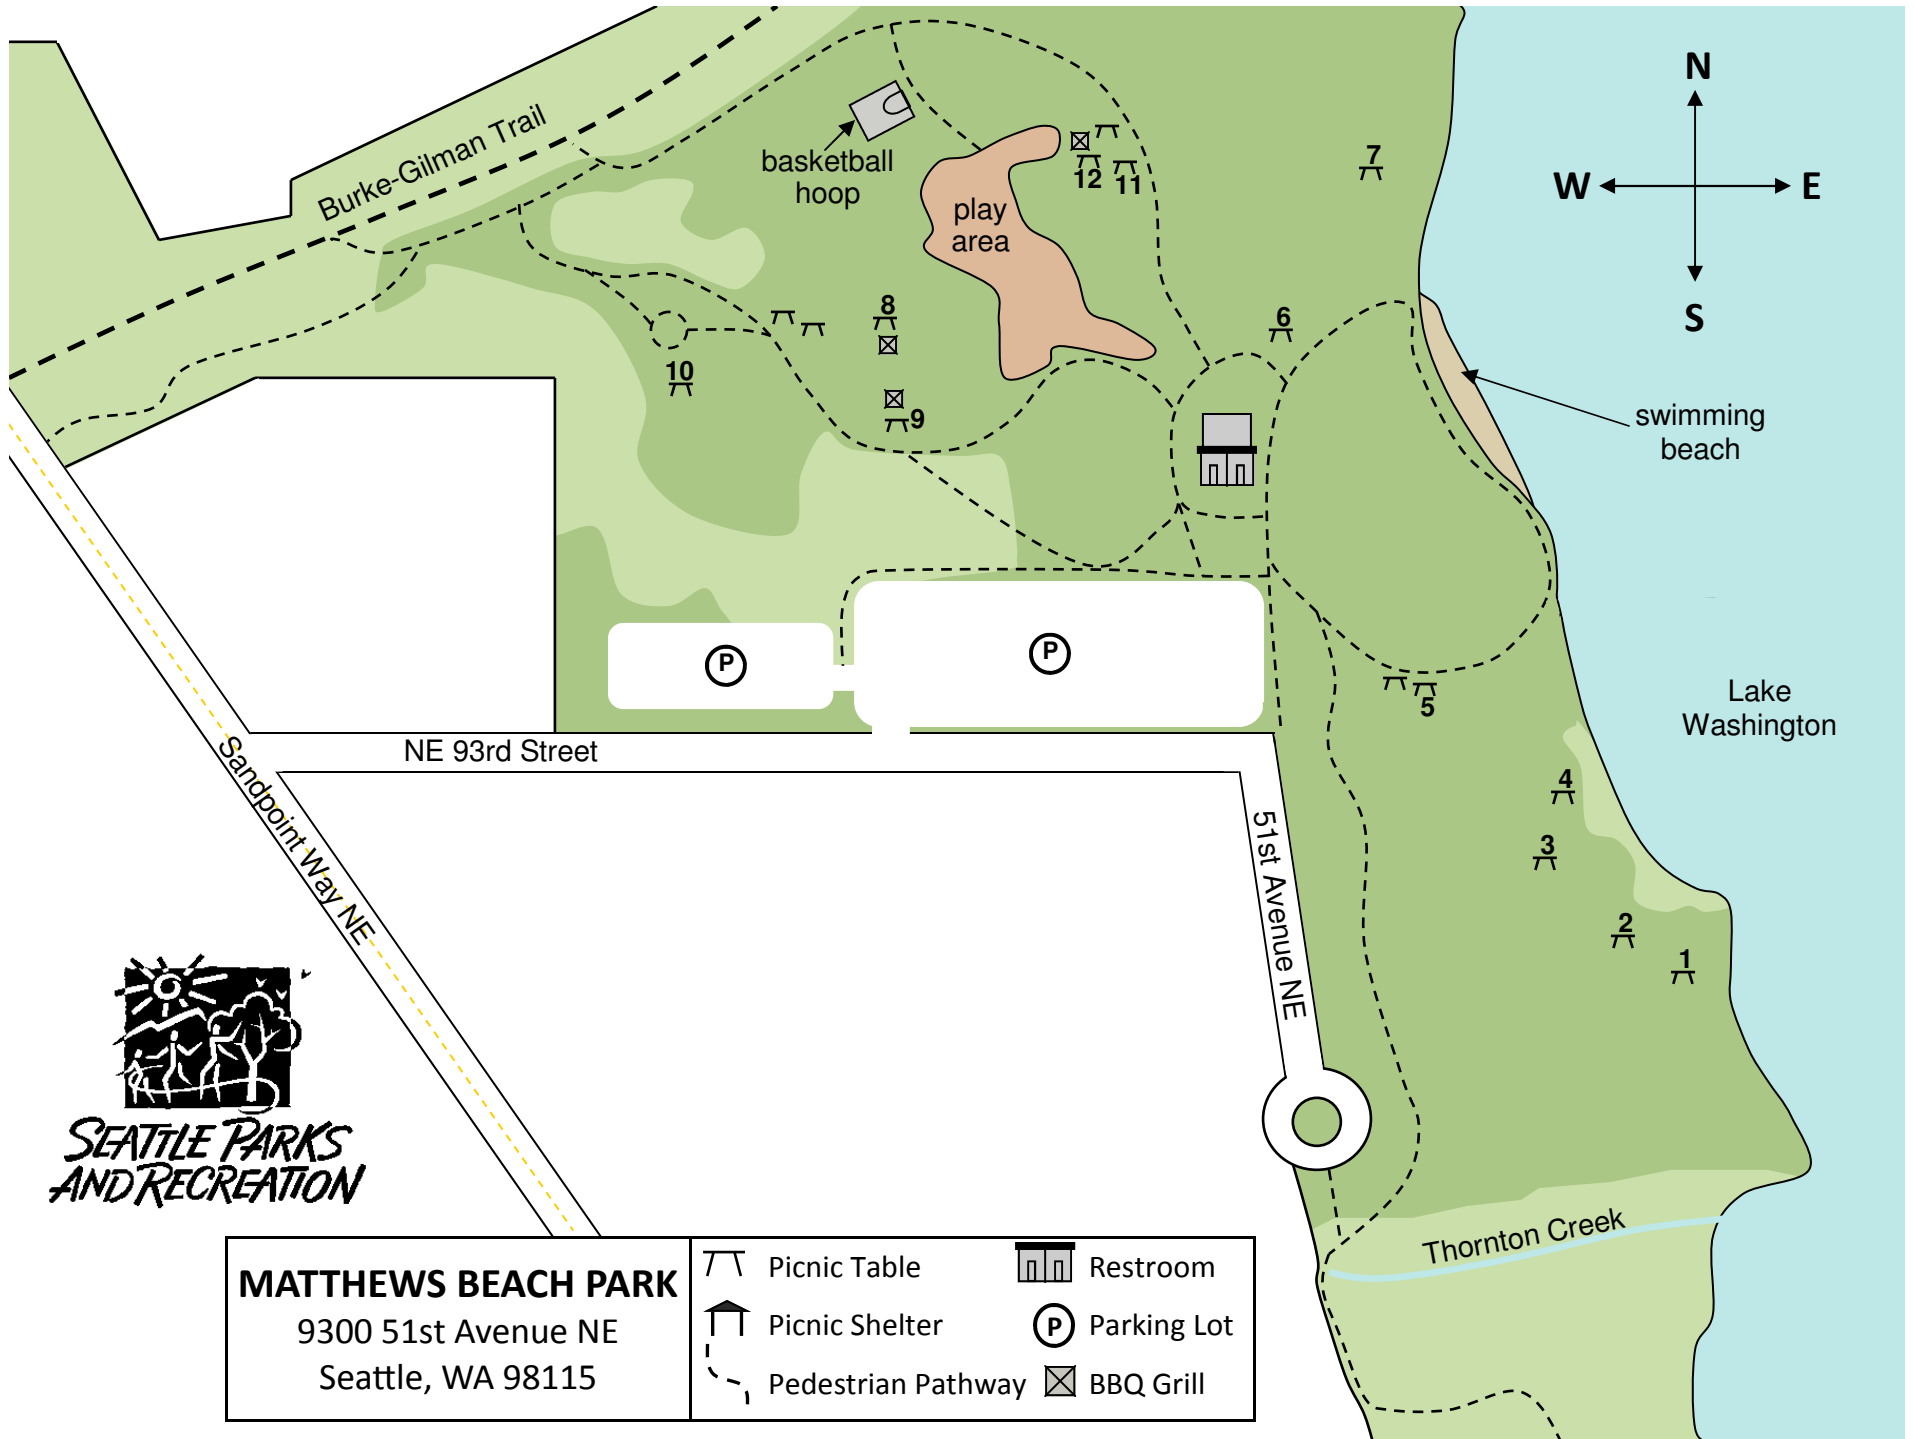 Burke-Gilman Trail
basketball
hoop
play
area
12
11
7
N
W
E
S
8
6
10
9
swimming
beach
P
P
5
Lake
Washington
NE 93rd Street
Sandpoint Way NE
51st Avenue NE
4
3
2
1
SEATTLE PARKS
AND RECREATION
Thornton Creek
MATTHEWS BEACH PARK
9300 51st Avenue NE
Seattle, WA 98115
Picnic Table
Restroom
Picnic Shelter
P Parking Lot
Pedestrian Pathway
BBQ Grill